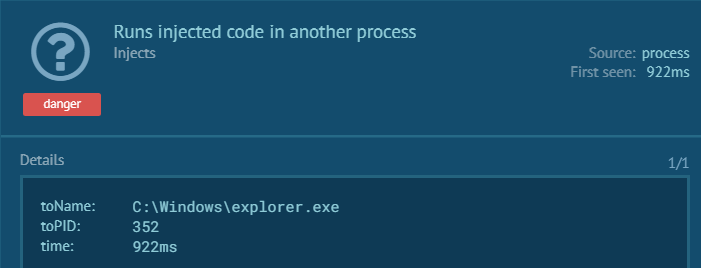 Runs injected code in another process
Injects
Source: process
First seen: 922ms
danger
Details
1/1
toName: C:\Windows\explorer.exe
toPID: 352
time: 922ms